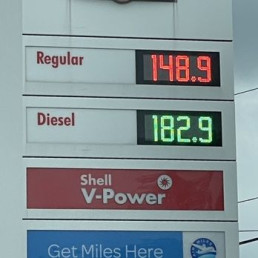 Regular 148.9
Diesel 182.9
Shell
V-Power
Get Miles Here